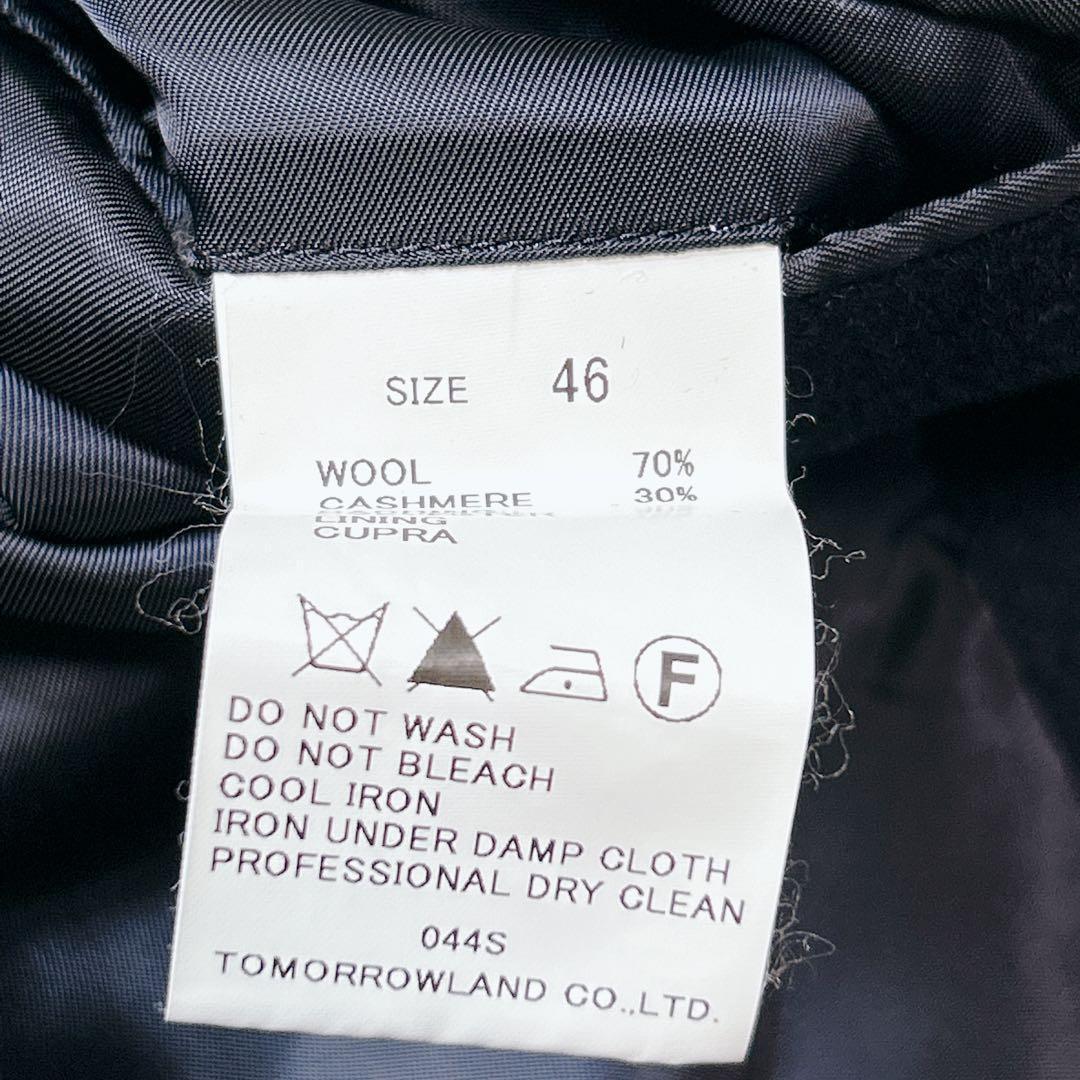 SIZE 46
WOOL 70%
CASHMERE 30%
LINING
CUPRA
F
DO NOT WASH
DO NOT BLEACH
COOL IRON
IRON UNDER DAMP CLOTH
PROFESSIONAL DRY CLEAN
044S
TOMORROWLAND CO.,LTD.